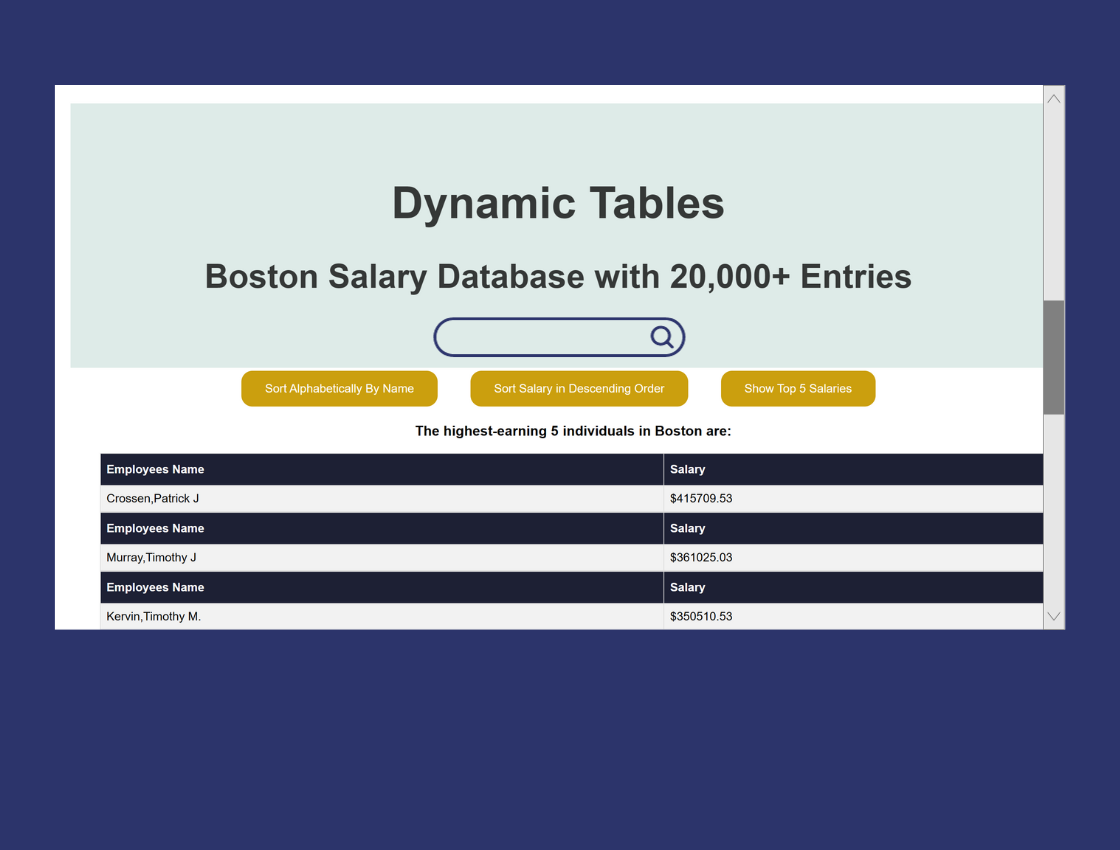 Dynamic Tables
Boston Salary Database with 20,000+ Entries
Sort Alphabetically By Name Sort Salary in Descending Order Show Top 5 Salaries
The highest-earning 5 individuals in Boston are:
Employees Name Salary
Crossen,Patrick J $415709.53
Employees Name Salary
Murray,Timothy J $361025.03
Employees Name Salary
Kervin,Timothy M. $350510.53